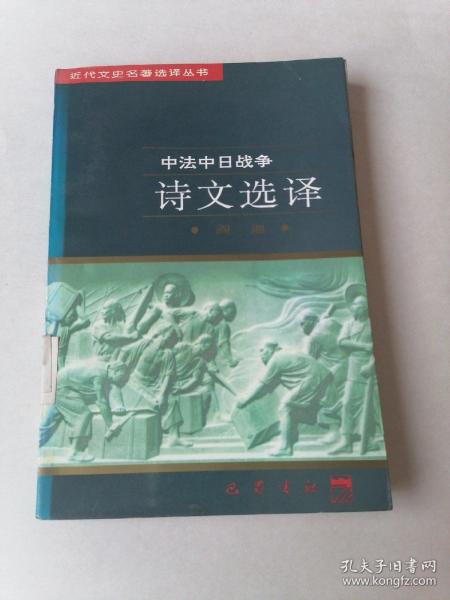 近代文史名著选译丛书
中法中日战争
诗文选译
巴蜀书社
孔夫子旧书网
www.kongfz.com